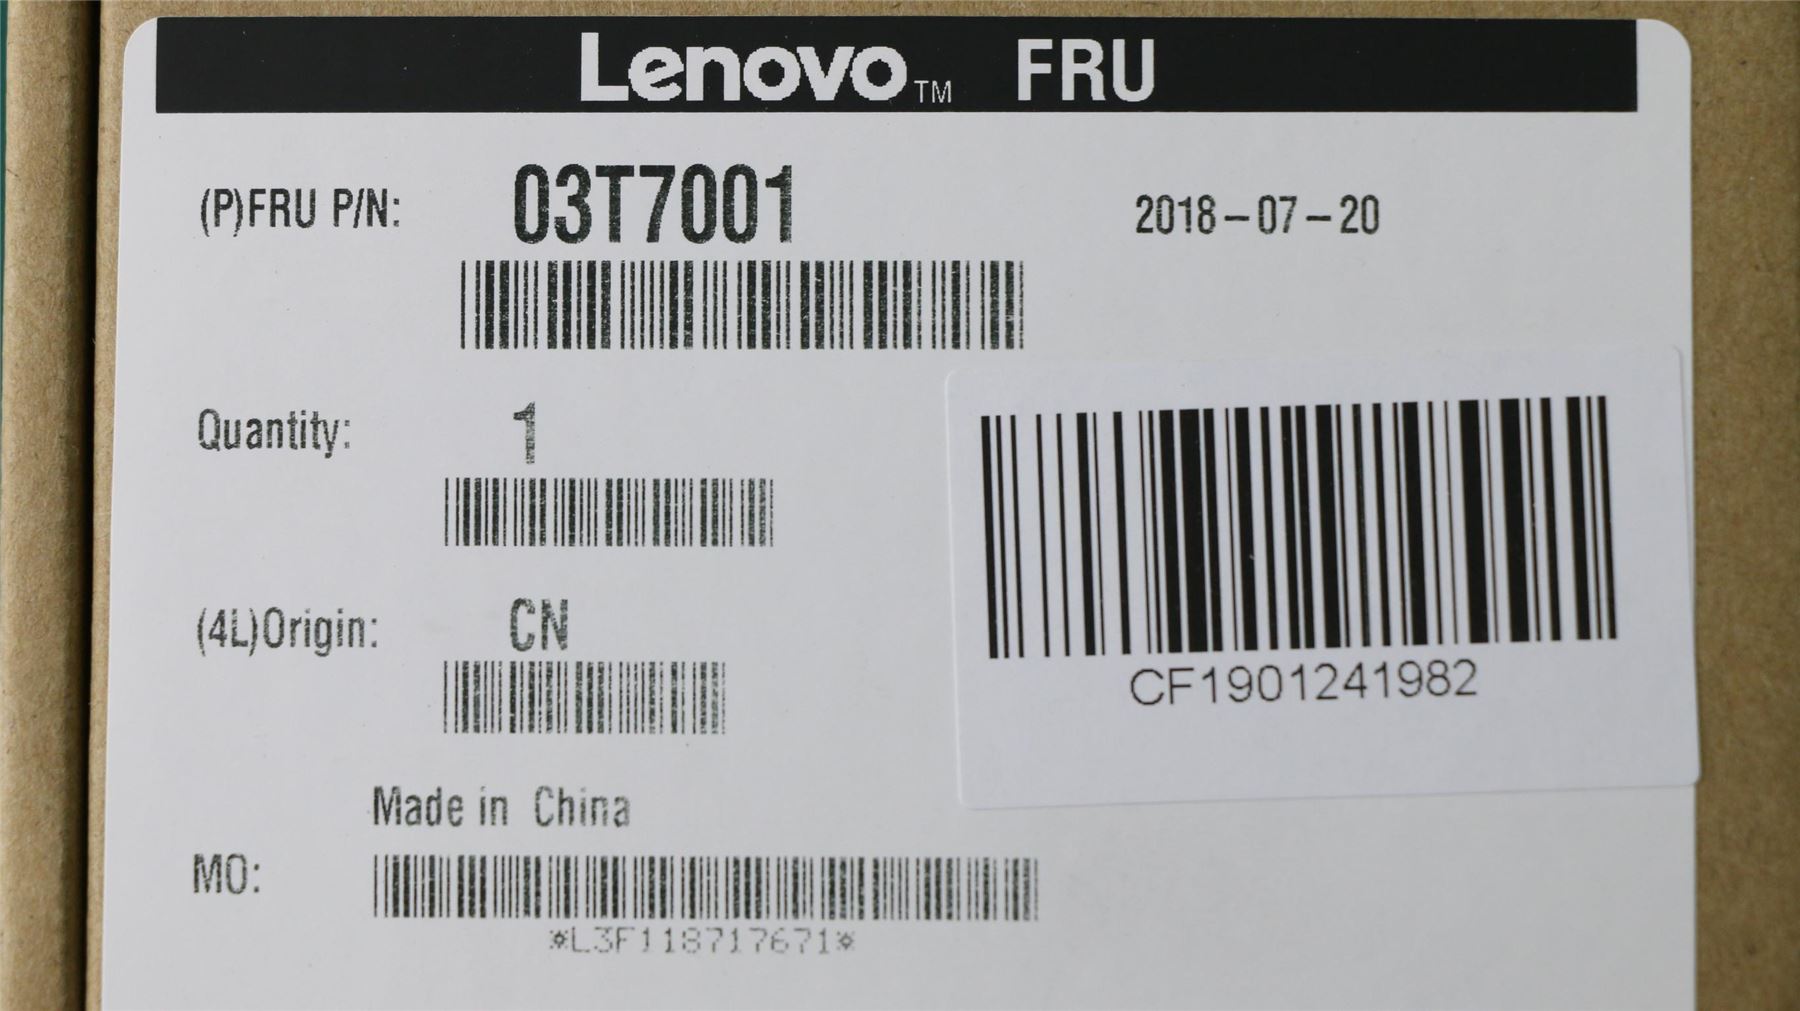 Lenovo™ FRU
(P)FRU P/N: 03T7001 2018-07-20
Quantity: 1
(4L)Origin: CN
CF1901241982
Made in China
MO:
*L3F118717671*